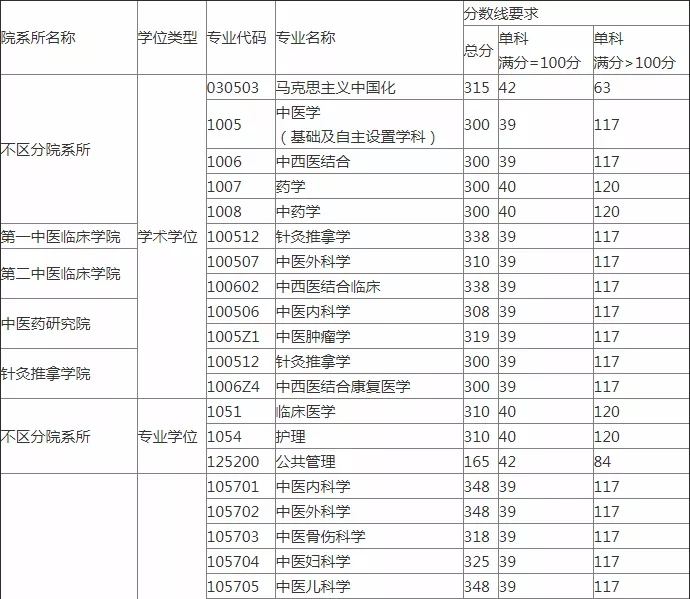 院系所名称 学位类型 专业代码 专业名称 分数线要求
总分 单科 满分=100分 单科 满分>100分
不区分院系所 学术学位 030503 马克思主义中国化 315 42 63
1005 中医学 300 39 117
（基础及自主设置学科）
1006 中西医结合 300 39 117
1007 药学 300 40 120
1008 中药学 300 40 120
第一中医临床学院 100512 针灸推拿学 338 39 117
第二中医临床学院 100507 中医外科学 310 39 117
100602 中西医结合临床 338 39 117
中医药研究院 100506 中医内科学 308 39 117
1005Z1 中医肿瘤学 319 39 117
针灸推拿学院 100512 针灸推拿学 300 39 117
1006Z4 中西医结合康复医学 300 39 117
不区分院系所 专业学位 1051 临床医学 310 40 120
1054 护理 310 40 120
125200 公共管理 165 42 84
105701 中医内科学 348 39 117
105702 中医外科学 348 39 117
105703 中医骨伤科学 318 39 117
105704 中医妇科学 325 39 117
105705 中医儿科学 348 39 117